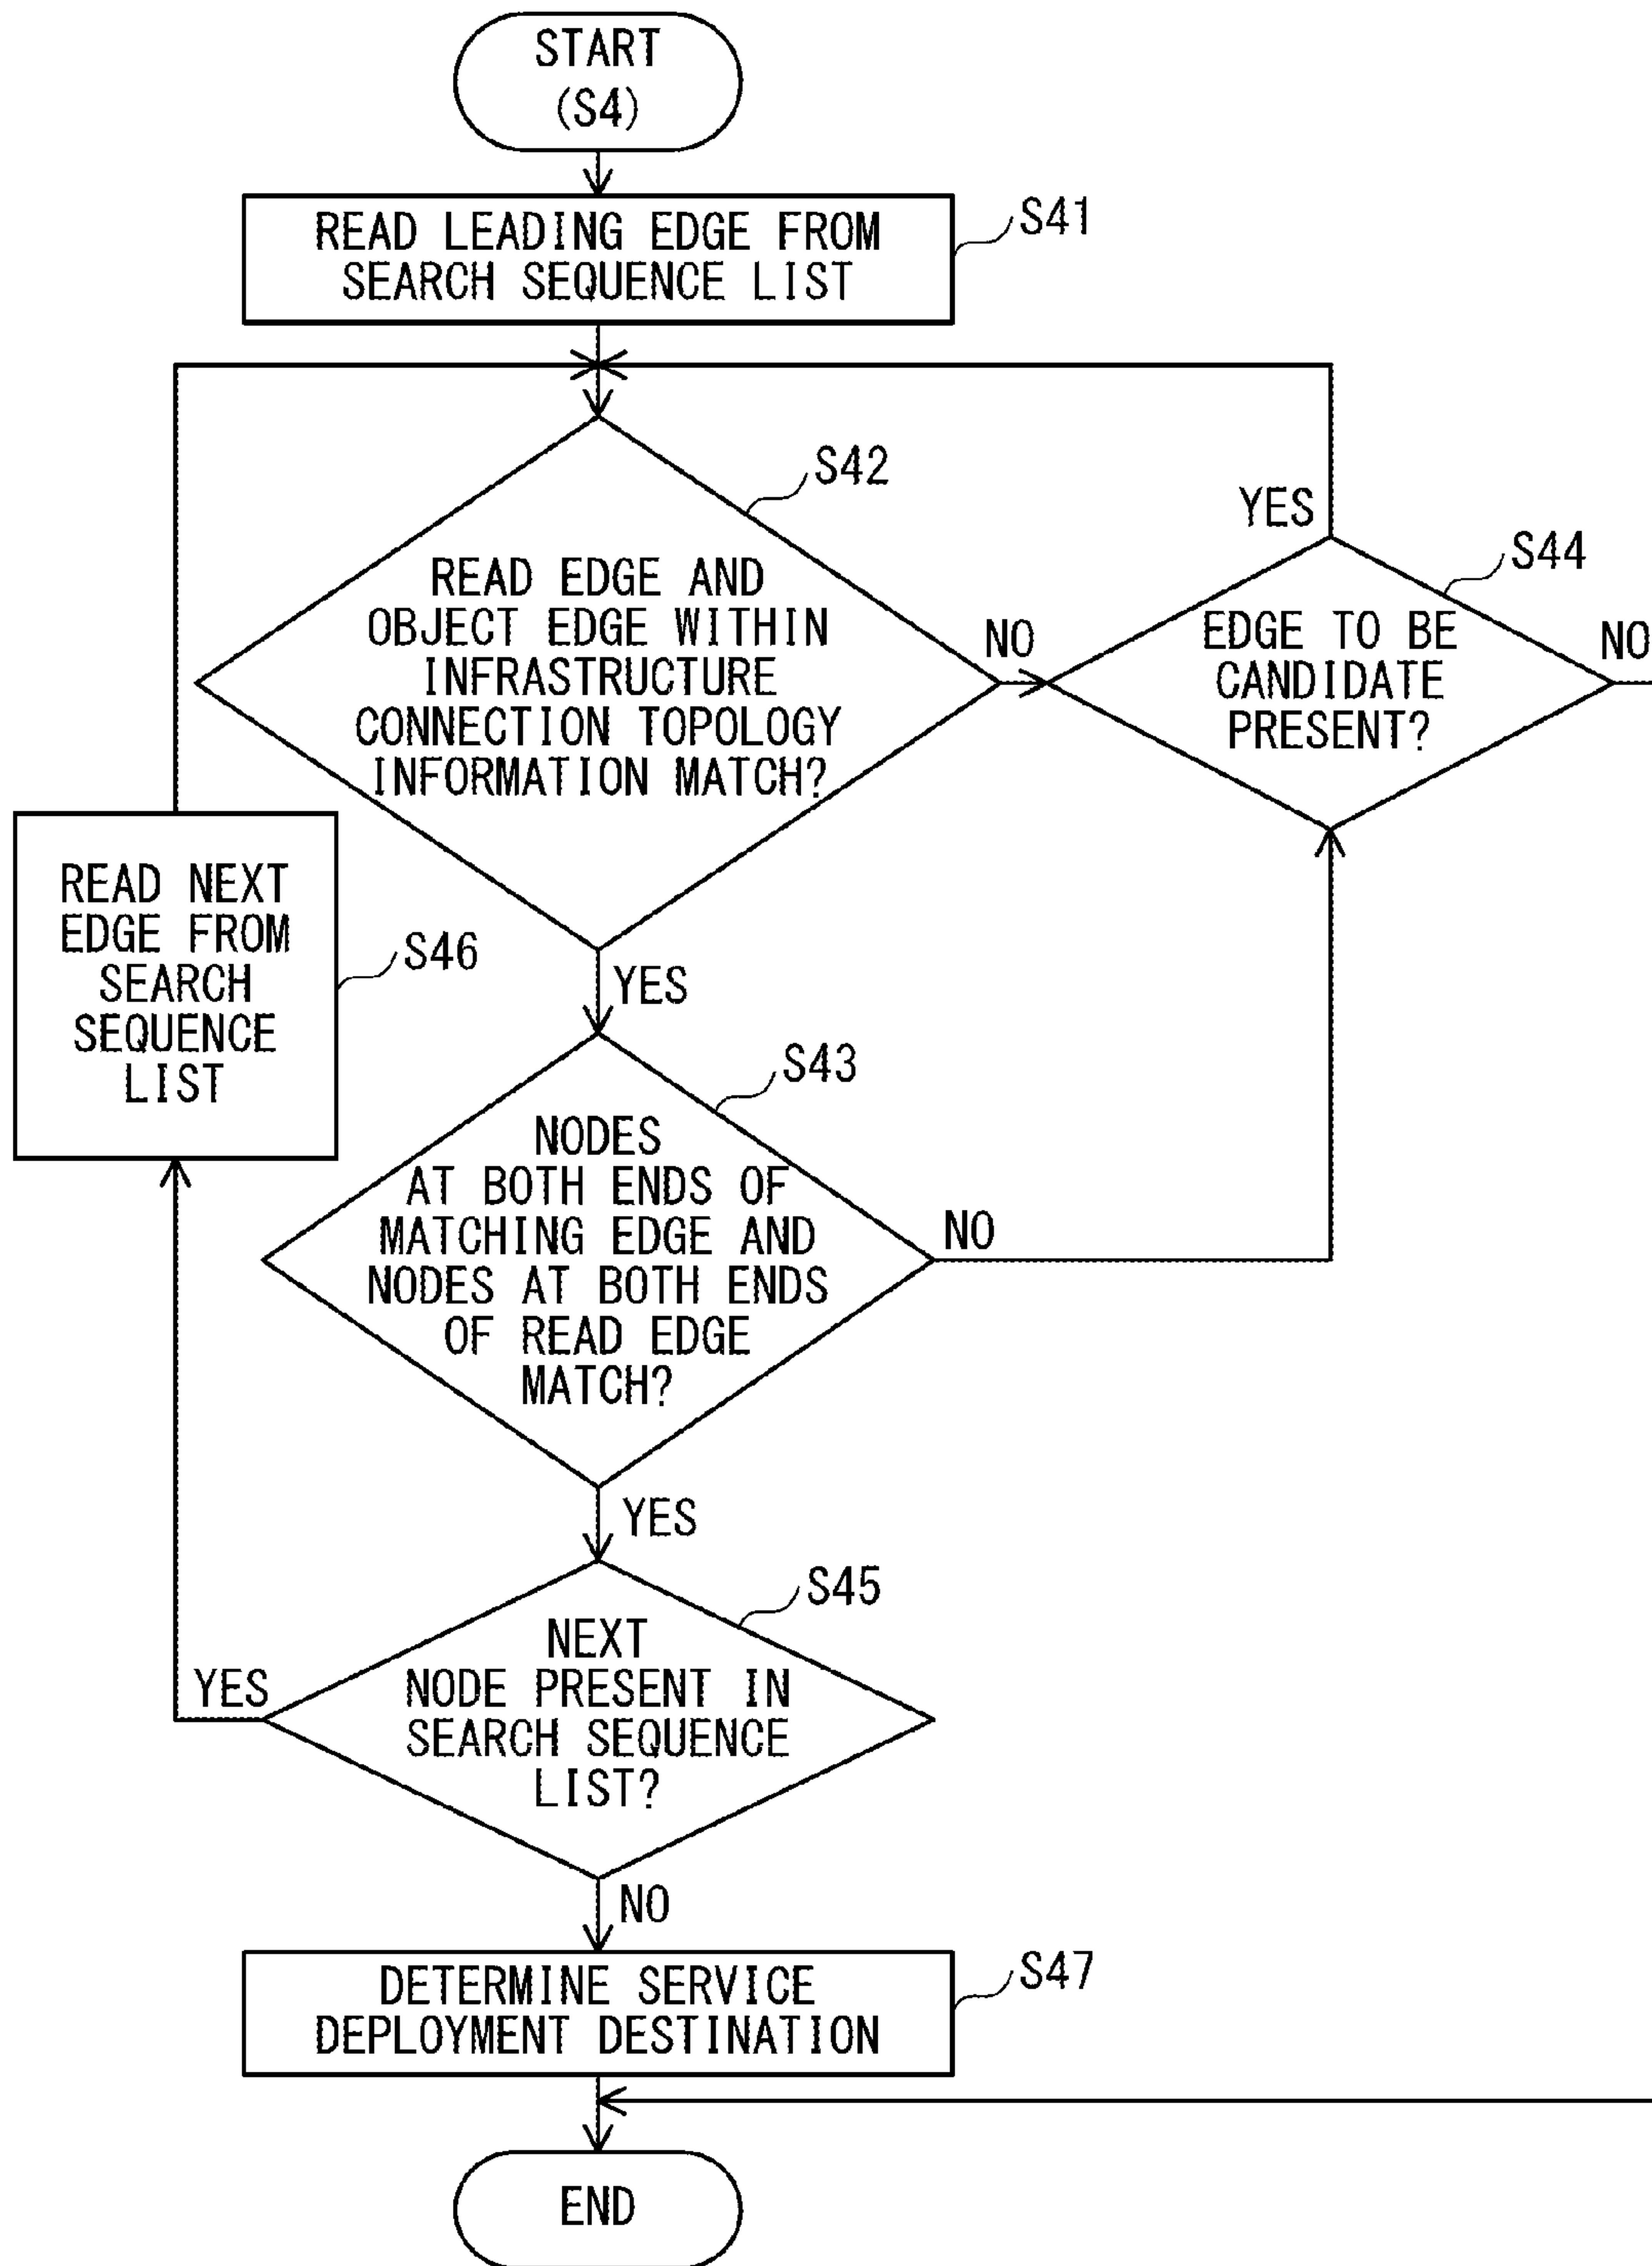 START
(S4)
READ LEADING EDGE FROM
SEARCH SEQUENCE LIST
S41
S42
READ EDGE AND
OBJECT EDGE WITHIN
INFRASTRUCTURE
CONNECTION TOPOLOGY
INFORMATION MATCH?
NO
YES
S44
EDGE TO BE
CANDIDATE
PRESENT?
NO
YES
READ NEXT
EDGE FROM
SEARCH
SEQUENCE
LIST
S46
S43
NODES
AT BOTH ENDS OF
MATCHING EDGE AND
NODES AT BOTH ENDS
OF READ EDGE
MATCH?
NO
YES
S45
NEXT
NODE PRESENT IN
SEARCH SEQUENCE
LIST?
YES
NO
DETERMINE SERVICE
DEPLOYMENT DESTINATION
S47
END